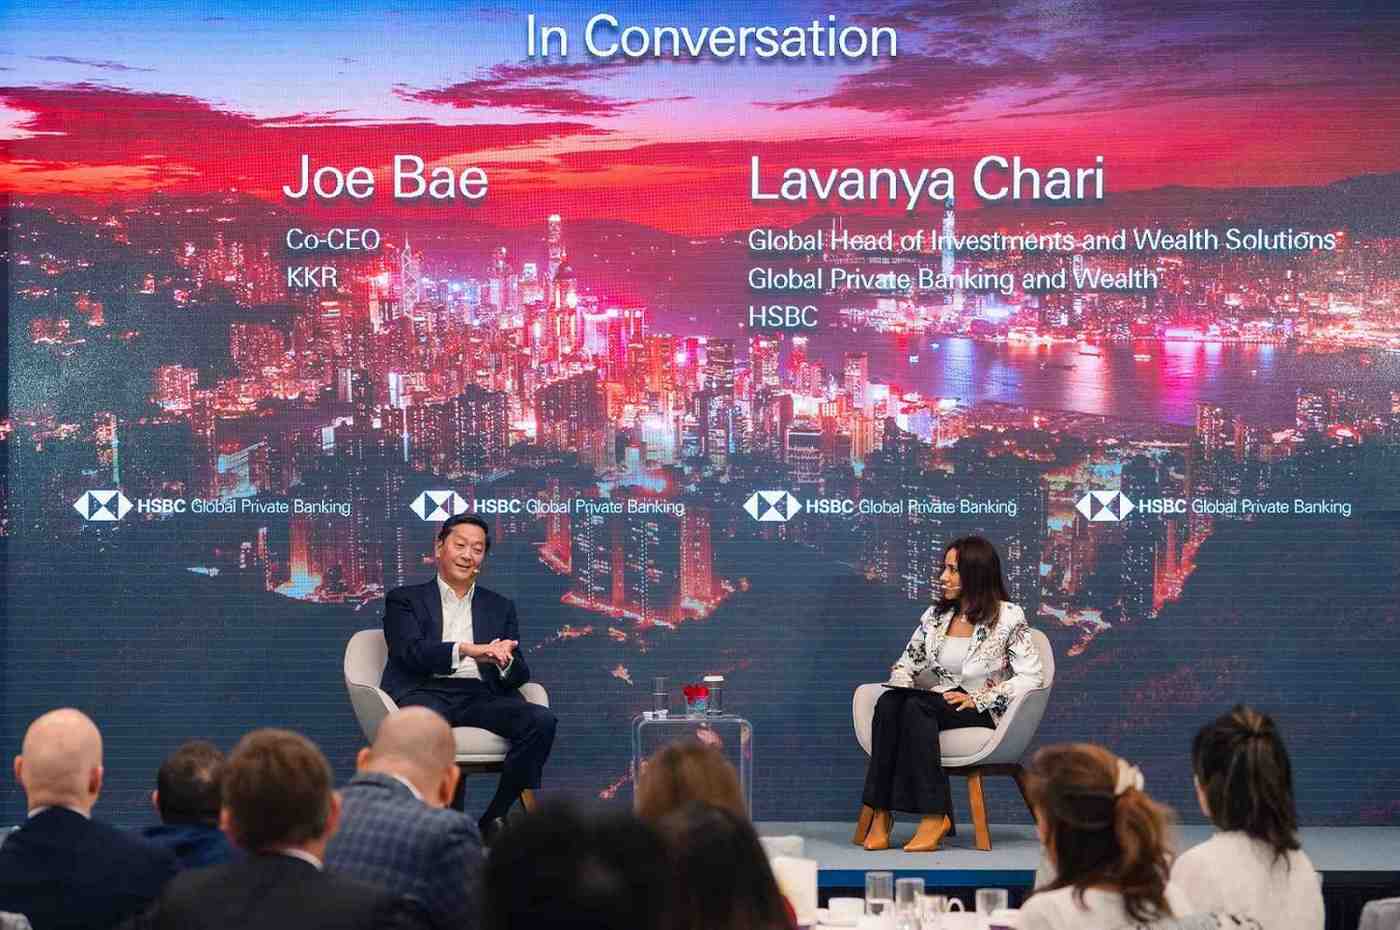 In Conversation
Joe Bae
Co-CEO
KKR
Lavanya Chari
Global Head of Investments and Wealth Solutions
Global Private Banking and Wealth
HSBC
HSBC Global Private Banking
HSBC Global Private Banking
HSBC Global Private Banking
HSBC Global Private Banking